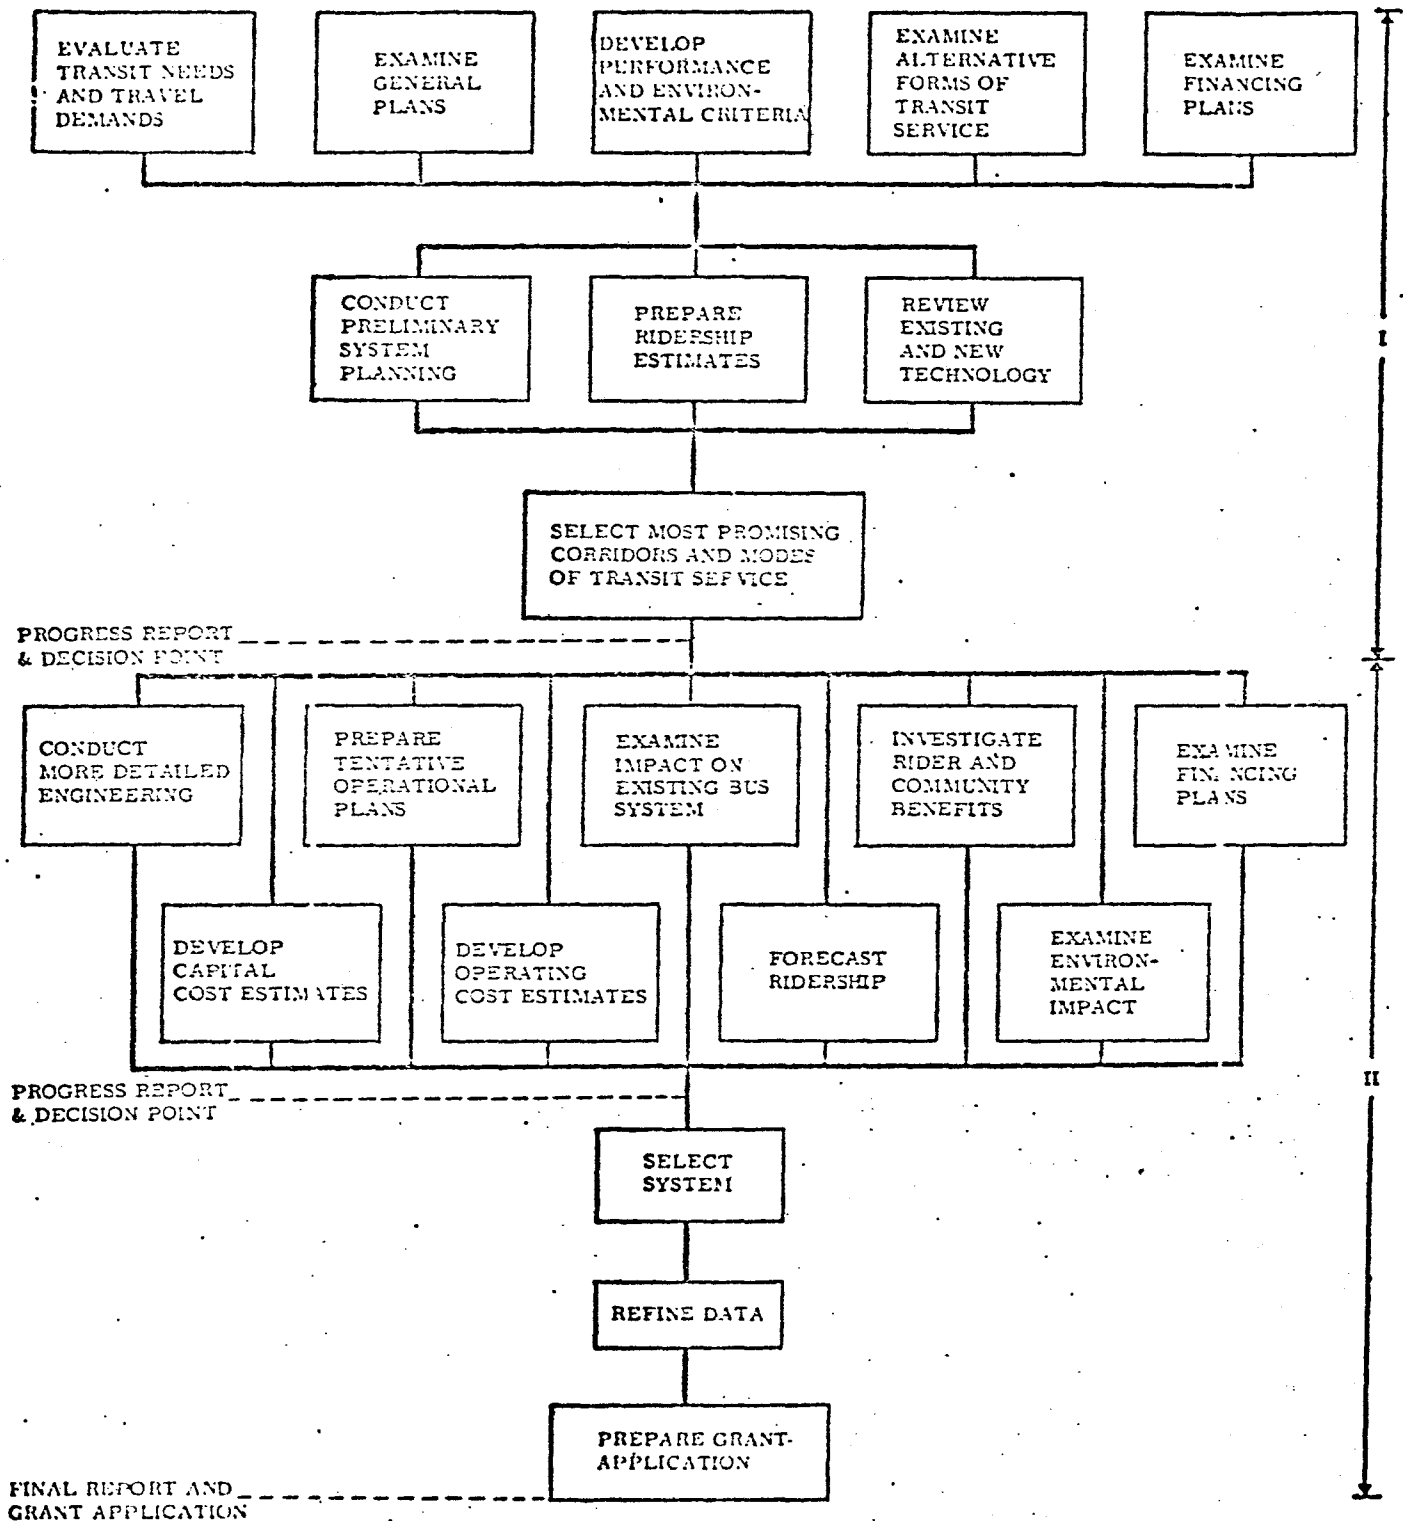 EVALUATE
TRANSIT NEEDS
AND TRAVEL
DEMANDS
EXAMINE
GENERAL
PLANS
DEVELOP
PERFORMANCE
AND ENVIRON-
MENTAL CRITERIA
EXAMINE
ALTERNATIVE
FORMS OF
TRANSIT
SERVICE
EXAMINE
FINANCING
PLANS
CONDUCT
PRELIMINARY
SYSTEM
PLANNING
PREPARE
RIDERSHIP
ESTIMATES
REVIEW
EXISTING
AND NEW
TECHNOLOGY
I
SELECT MOST PROMISING
CORRIDORS AND MODES
OF TRANSIT SERVICE
PROGRESS REPORT
& DECISION POINT
CONDUCT
MORE DETAILED
ENGINEERING
PREPARE
TENTATIVE
OPERATIONAL
PLANS
EXAMINE
IMPACT ON
EXISTING BUS
SYSTEM
INVESTIGATE
RIDER AND
COMMUNITY
BENEFITS
EXAMINE
FINANCING
PLANS
DEVELOP
CAPITAL
COST ESTIMATES
DEVELOP
OPERATING
COST ESTIMATES
FORECAST
RIDERSHIP
EXAMINE
ENVIRON-
MENTAL
IMPACT
II
PROGRESS REPORT
& DECISION POINT
SELECT
SYSTEM
REFINE DATA
PREPARE GRANT-
APPLICATION
FINAL REPORT AND
GRANT APPLICATION